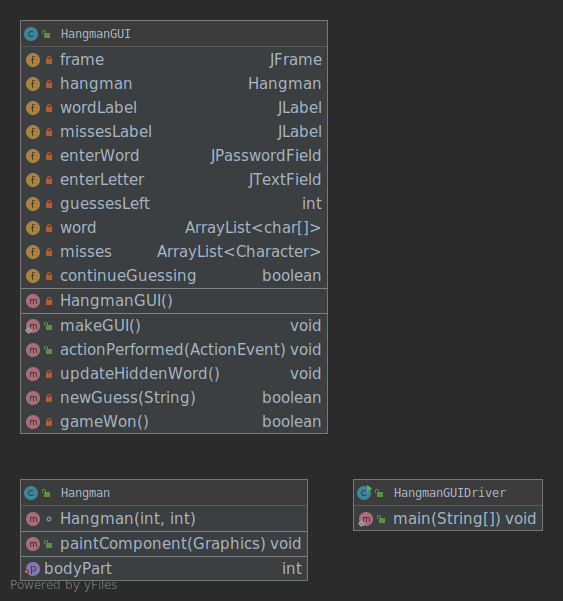 HangmanGUI
frame JFrame
hangman Hangman
wordLabel JLabel
missesLabel JLabel
enterWord JPasswordField
enterLetter JTextField
guessesLeft int
word ArrayList<char[]>
misses ArrayList<Character>
continueGuessing boolean
HangmanGUI()
makeGUI() void
actionPerformed(ActionEvent) void
updateHiddenWord() void
newGuess(String) boolean
gameWon() boolean
Hangman
Hangman(int, int)
paintComponent(Graphics) void
bodyPart int
HangmanGUIDriver
main(String[]) void
Powered by yFiles